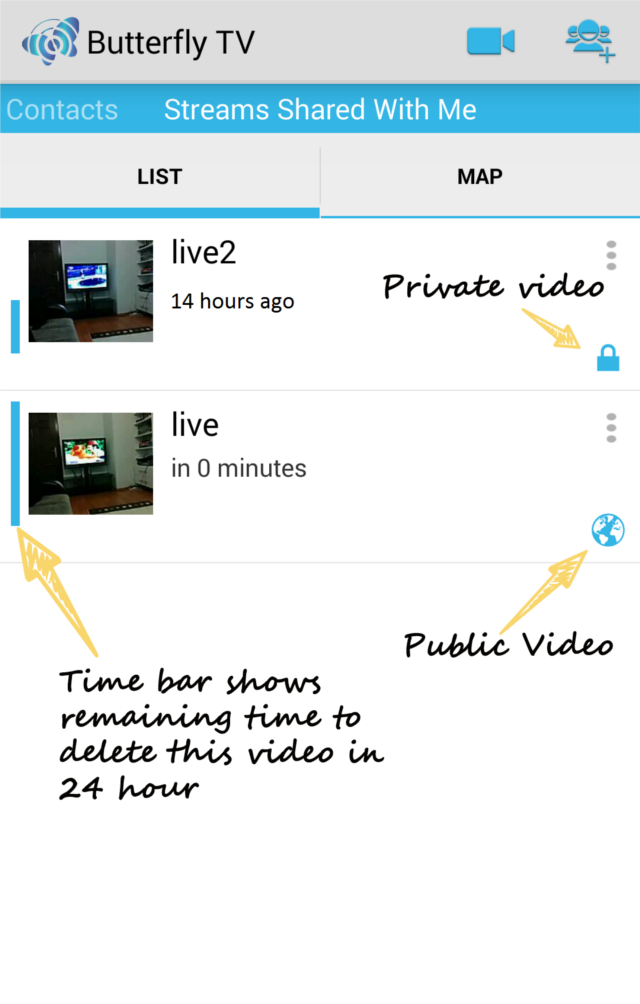 Butterfly TV
Contacts Streams Shared With Me
LIST MAP
live2
14 hours ago
Private video
live
in 0 minutes
Public Video
Time bar shows
remaining time to
delete this video in
24 hour